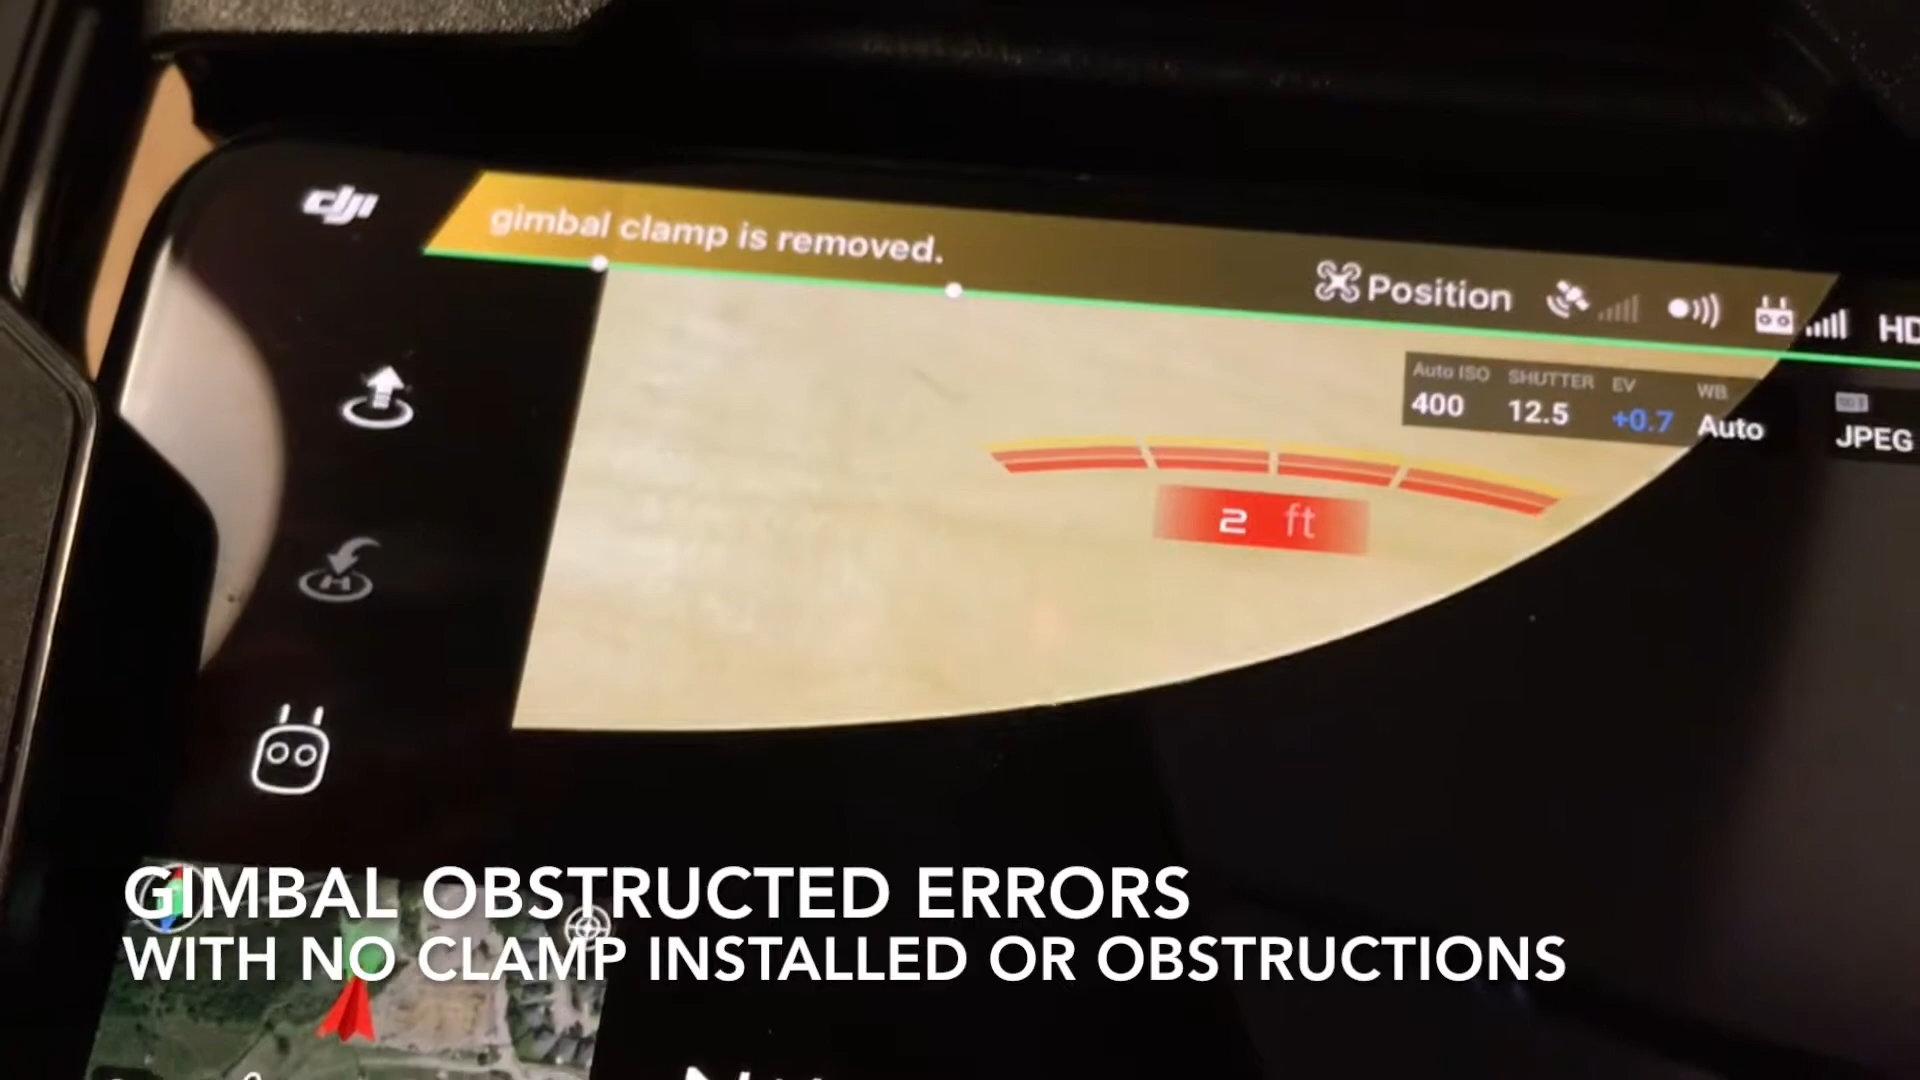 dji
gimbal clamp is removed.
Position
HD
Auto ISO SHUTTER EV WB
400 12.5 +0.7 Auto
JPEG
2 ft
H
GIMBAL OBSTRUCTED ERRORS
WITH NO CLAMP INSTALLED OR OBSTRUCTIONS